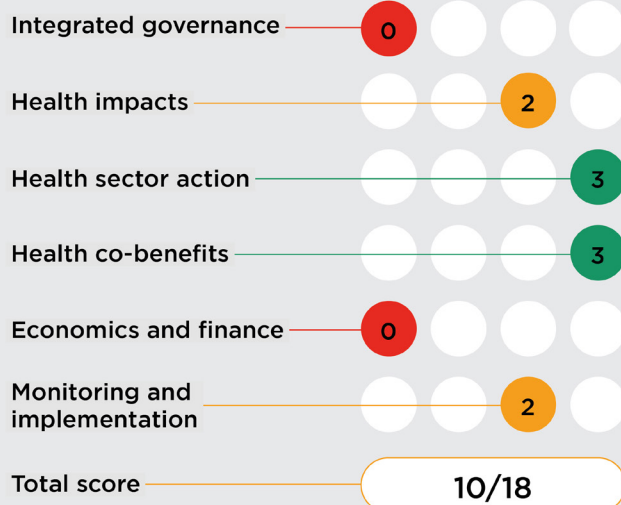 Integrated governance 0
Health impacts 2
Health sector action 3
Health co-benefits 3
Economics and finance 0
Monitoring and
implementation 2
Total score 10/18